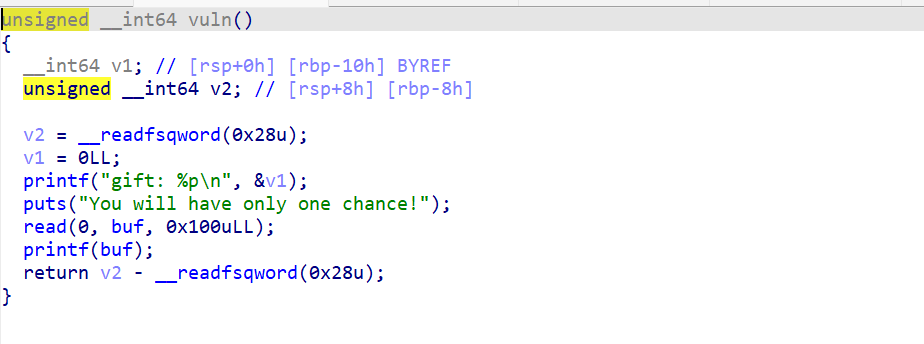 unsigned __int64 vuln()
{
  __int64 v1; // [rsp+0h] [rbp-10h] BYREF
  unsigned __int64 v2; // [rsp+8h] [rbp-8h]
  v2 = __readfsqword(0x28u);
  v1 = 0LL;
  printf("gift: %p\n", &v1);
  puts("You will have only one chance!");
  read(0, buf, 0x100uLL);
  printf(buf);
  return v2 - __readfsqword(0x28u);
}